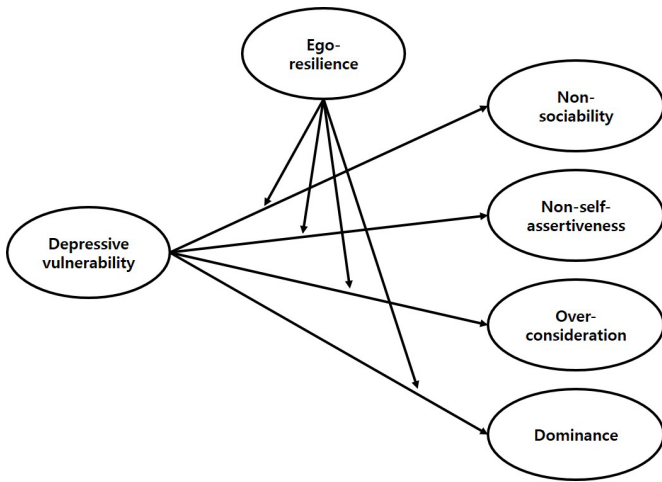 Ego-
resilience
Non-
sociability
Non-self-
assertiveness
Depressive
vulnerability
Over-
consideration
Dominance